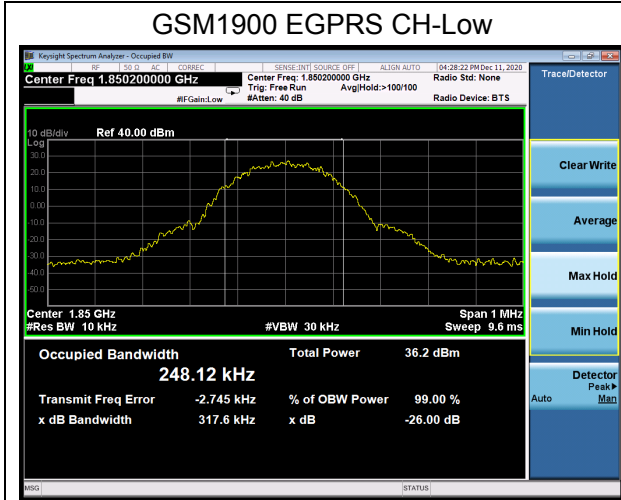 GSM1900 EGPRS CH-Low
Keysight Spectrum Analyzer - Occupied BW
RF 50 Ω AC CORREC SENSE:INT SOURCE OFF ALIGN AUTO 04:28:22 PM Dec 11, 2020
Center Freq 1.850200000 GHz
Center Freq: 1.850200000 GHz
Radio Std: None
Trig: Free Run Avg|Hold:>100/100
#IFGain:Low #Atten: 40 dB Radio Device: BTS
Trace/Detector
10 dB/div Ref 40.00 dBm
Log
30.0
20.0
10.0
0.00
-10.0
-20.0
-30.0
-40.0
-50.0
Center 1.85 GHz Span 1 MHz
#Res BW 10 kHz #VBW 30 kHz Sweep 9.6 ms
Occupied Bandwidth Total Power 36.2 dBm
248.12 kHz
Transmit Freq Error -2.745 kHz % of OBW Power 99.00 %
x dB Bandwidth 317.6 kHz x dB -26.00 dB
Clear Write
Average
Max Hold
Min Hold
Detector
Peak▶
Auto Man
MSG STATUS